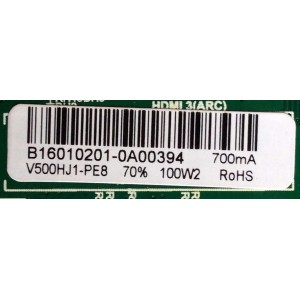 HDMI 3(ARC)
B16010201-0A00394 700mA
V500HJ1-PE8 70% 100W2 RoHS